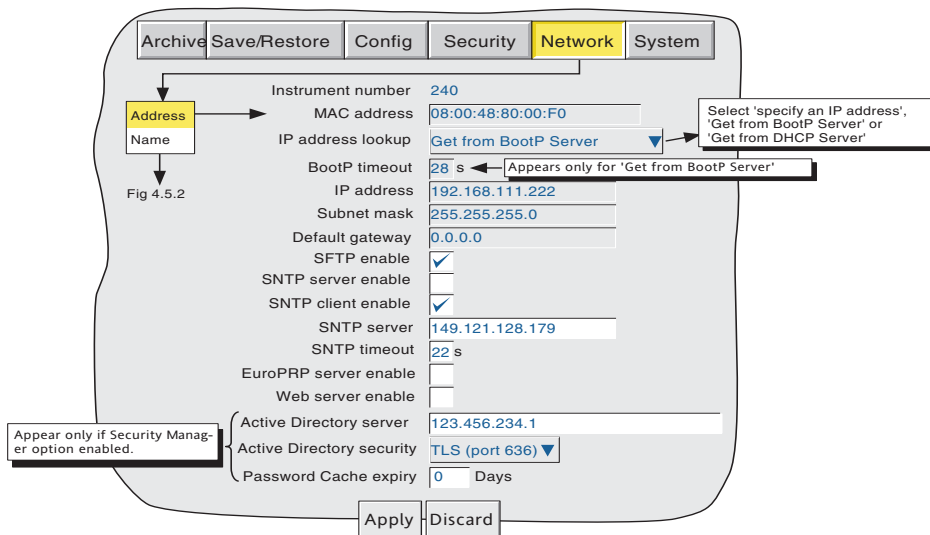 Archive Save/Restore Config Security Network System
Instrument number 240
Address
MAC address 08:00:48:80:00:F0
Name
IP address lookup Get from BootP Server
Select 'specify an IP address',
'Get from BootP Server' or
'Get from DHCP Server'
Fig 4.5.2
BootP timeout 28 s
Appears only for 'Get from BootP Server'
IP address 192.168.111.222
Subnet mask 255.255.255.0
Default gateway 0.0.0.0
SFTP enable
SNTP server enable
SNTP client enable
SNTP server 149.121.128.179
SNTP timeout 22 s
EuroPRP server enable
Web server enable
Appear only if Security Manag-
er option enabled.
Active Directory server 123.456.234.1
Active Directory security TLS (port 636)
Password Cache expiry 0 Days
Apply Discard